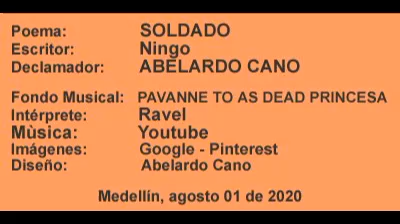 Poema: SOLDADO
Escritor: Ningo
Declamador: ABELARDO CANO
Fondo Musical: PAVANNE TO AS DEAD PRINCESA
Intérprete: Ravel
Mùsica: Youtube
Imágenes: Google - Pinterest
Diseño: Abelardo Cano
Medellín, agosto 01 de 2020